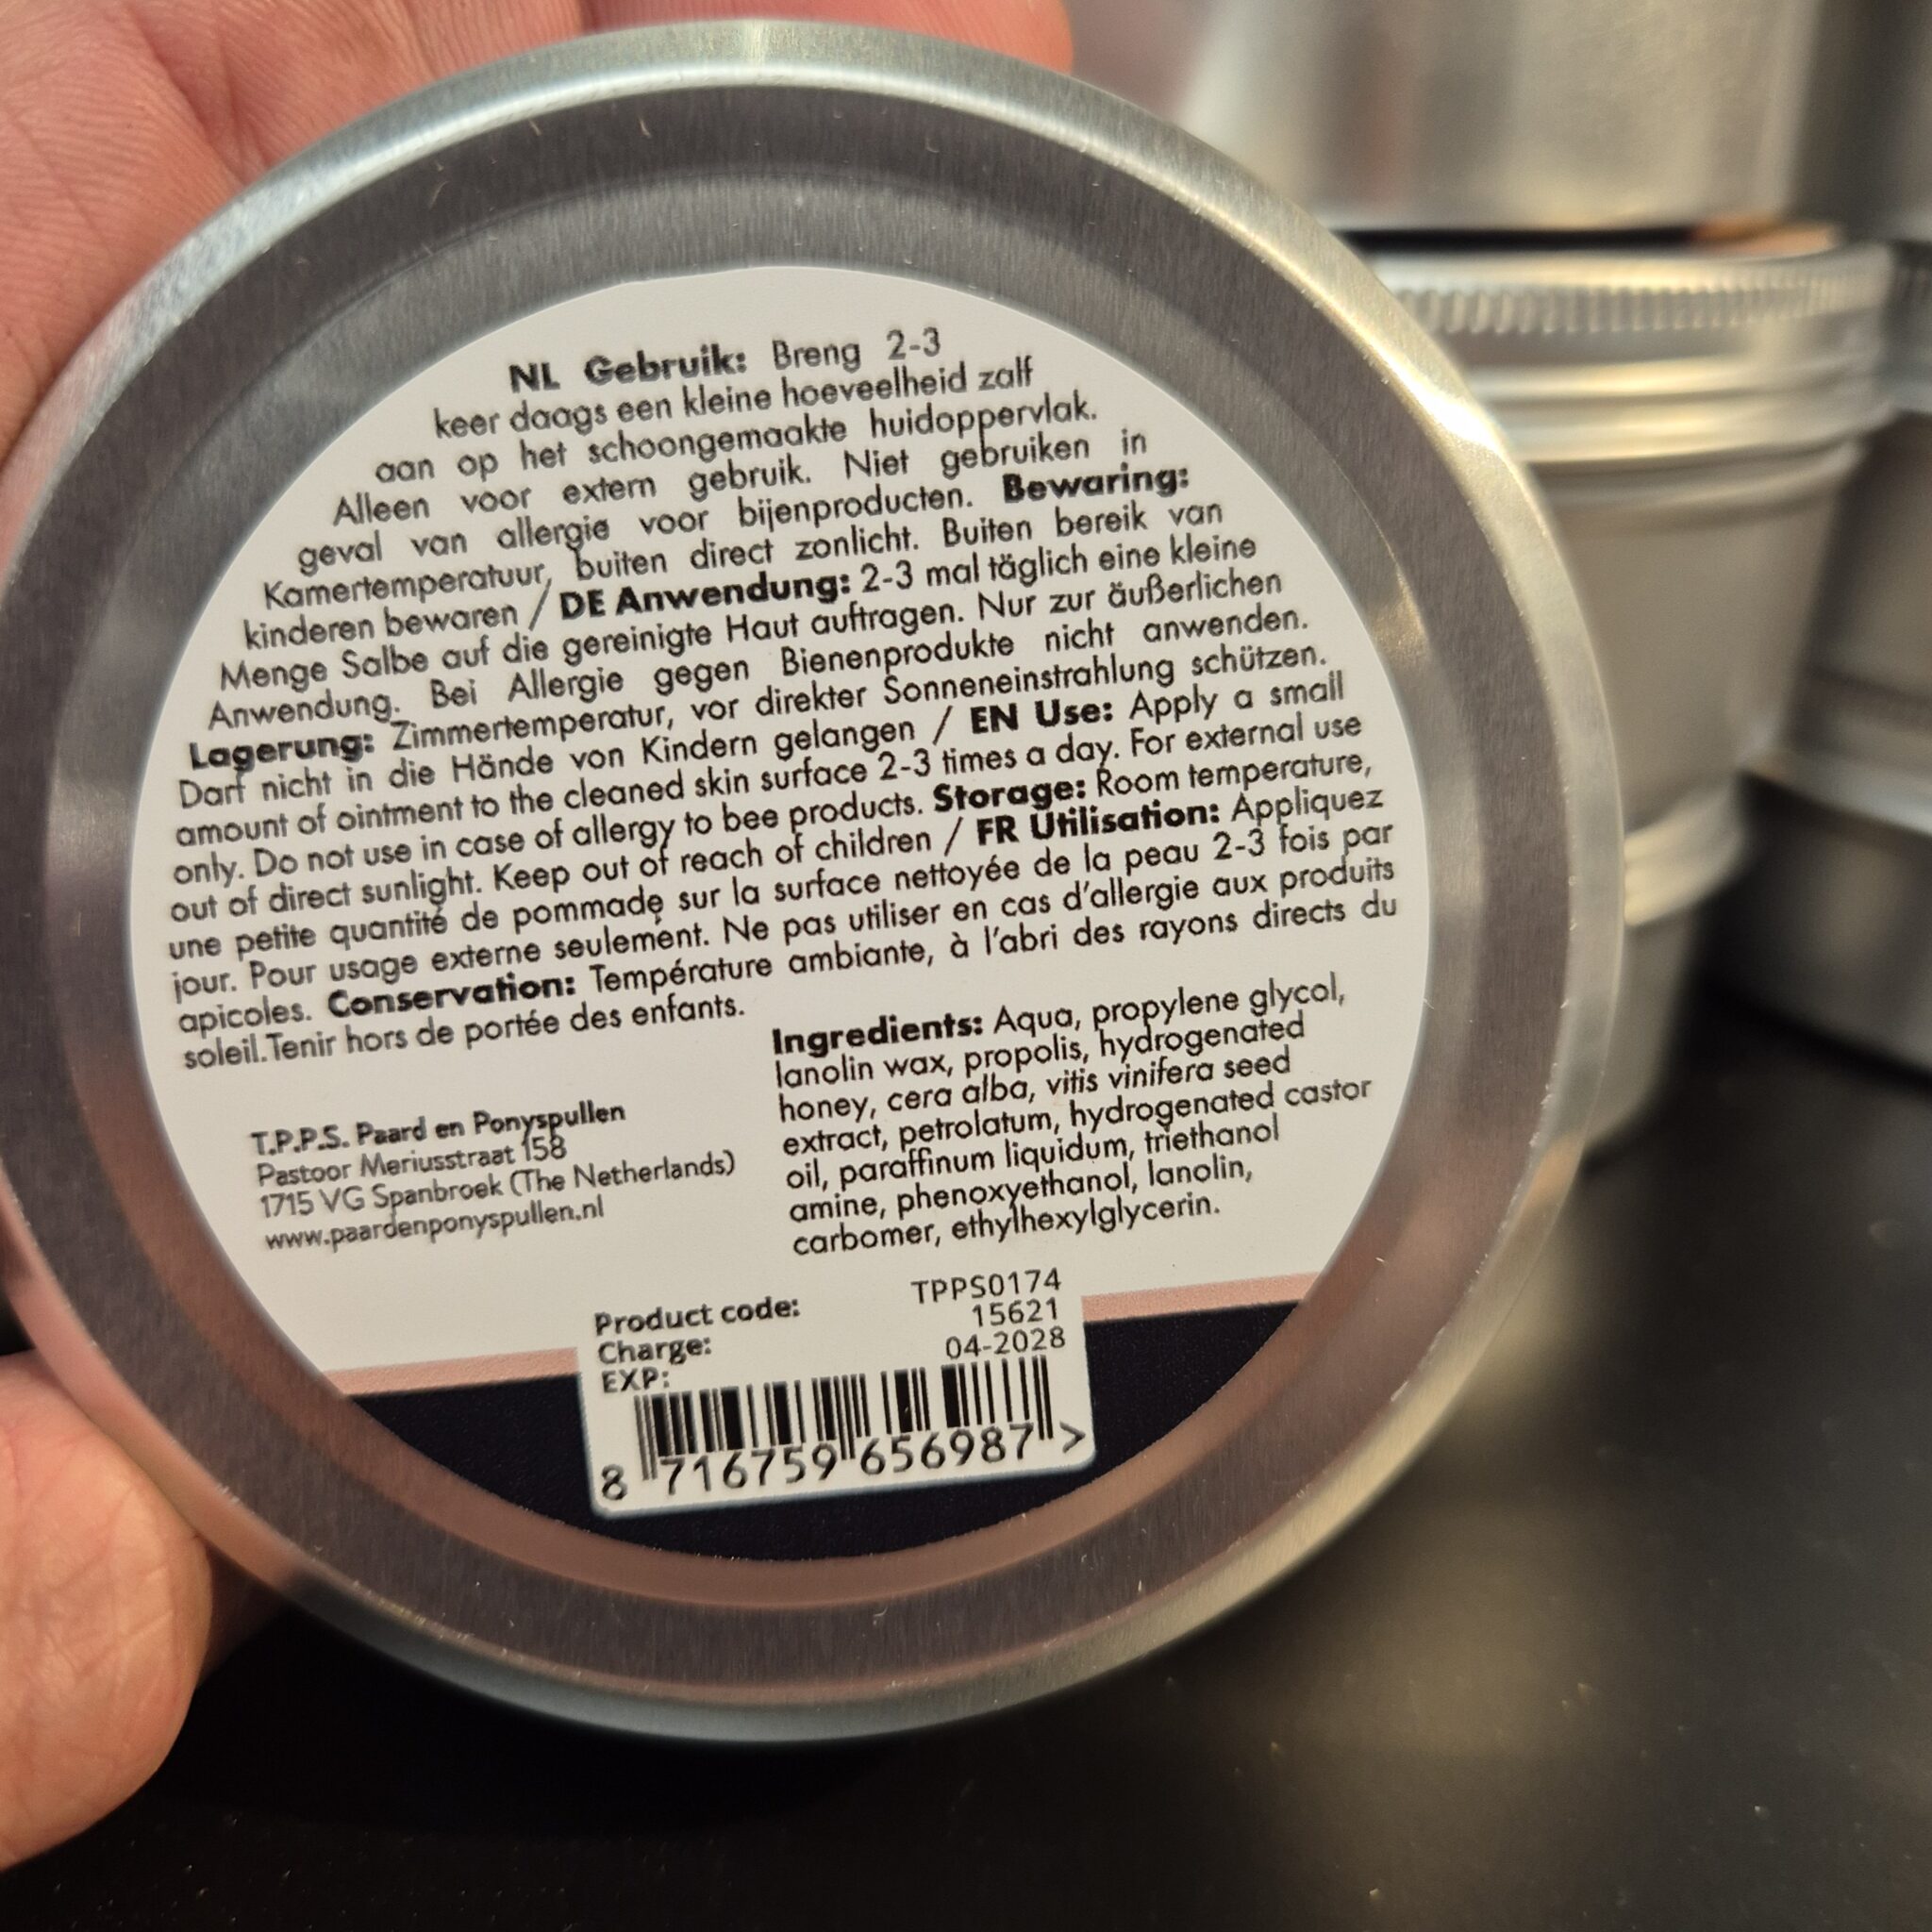 NL Gebruik: Breng 2-3
keer daags een kleine hoeveelheid zalf
aan op het schoongemaakte huidoppervlak.
Alleen voor extern gebruik. Niet gebruiken in
geval van allergie voor bijenproducten. Bewaring:
Kamertemperatuur, buiten direct zonlicht. Buiten bereik van
kinderen bewaren / DE Anwendung: 2-3 mal täglich eine kleine
Menge Salbe auf die gereinigte Haut auftragen. Nur zur äußerlichen
Anwendung. Bei Allergie gegen Bienenprodukte nicht anwenden.
Lagerung: Zimmertemperatur, vor direkter Sonneneinstrahlung schützen.
Darf nicht in die Hände von Kindern gelangen / EN Use: Apply a small
amount of ointment to the cleaned skin surface 2-3 times a day. For external use
only. Do not use in case of allergy to bee products. Storage: Room temperature,
out of direct sunlight. Keep out of reach of children / FR Utilisation: Appliquez
une petite quantité de pommade sur la surface nettoyée de la peau 2-3 fois par
jour. Pour usage externe seulement. Ne pas utiliser en cas d'allergie aux produits
apicoles. Conservation: Température ambiante, à l'abri des rayons directs du
soleil.Tenir hors de portée des enfants.
T.P.P.S. Paard en Ponyspullen
Pastoor Meriusstraat 158
1715 VG Spanbroek (The Netherlands)
www.paardenponyspullen.nl
Ingredients: Aqua, propylene glycol,
lanolin wax, propolis, hydrogenated
honey, cera alba, vitis vinifera seed
extract, petrolatum, hydrogenated castor
oil, paraffinum liquidum, triethanol
amine, phenoxyethanol, lanolin,
carbomer, ethylhexylglycerin.
Product code: TPPS0174
Charge: 15621
EXP: 04-2028
8 716759 656987 >